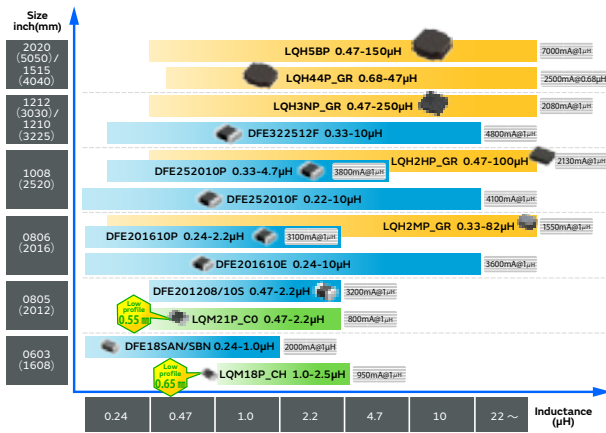 Size
inch(mm)
2020
(5050)/
1515
(4040)
LQH5BP 0.47-150μH
7000mA@1μH
LQH44P_GR 0.68-47μH
2500mA@0.68μH
1212
(3030)/
1210
(3225)
LQH3NP_GR 0.47-250μH
2080mA@1μH
DFE322512F 0.33-10μH
4800mA@1μH
1008
(2520)
LQH2HP_GR 0.47-100μH
2130mA@1μH
DFE252010P 0.33-4.7μH
3800mA@1μH
DFE252010F 0.22-10μH
4100mA@1μH
0806
(2016)
LQH2MP_GR 0.33-82μH
1550mA@1μH
DFE201610P 0.24-2.2μH
3100mA@1μH
DFE201610E 0.24-10μH
3600mA@1μH
0805
(2012)
DFE201208/10S 0.47-2.2μH
3200mA@1μH
Low
profile
0.55 mm
LQM21P_C0 0.47-2.2μH
800mA@1μH
0603
(1608)
DFE18SAN/SBN 0.24-1.0μH
2000mA@1μH
Low
profile
0.65 mm
LQM18P_CH 1.0-2.5μH
950mA@1μH
0.24 0.47 1.0 2.2 4.7 10 22 ～
Inductance
(μH)